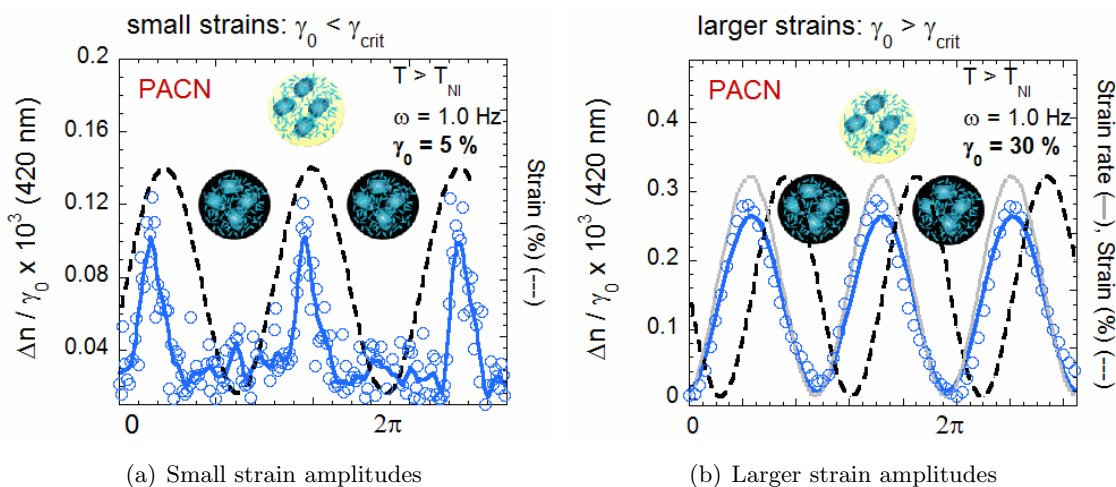 small strains: γ₀ < γcrit
0.2
0.16
0.12
0.08
0.04
Δn / γ₀ x 10³ (420 nm)
PACN
T > TNI
ω = 1.0 Hz
γ₀ = 5 %
Strain (%) (---)
0
2π
(a) Small strain amplitudes
larger strains: γ₀ > γcrit
0.4
0.3
0.2
0.1
0
Δn / γ₀ x 10³ (420 nm)
PACN
T > TNI
ω = 1.0 Hz
γ₀ = 30 %
Strain rate (—), Strain (%) (---)
0
2π
(b) Larger strain amplitudes